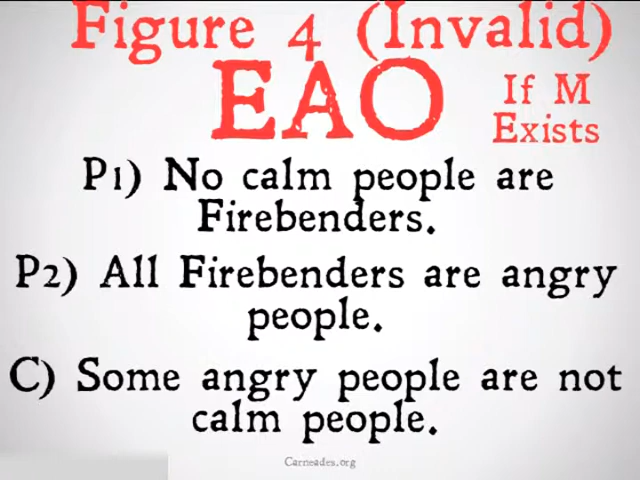 Figure 4 (Invalid)
EAO
If M
Exists
P1) No calm people are
Firebenders.
P2) All Firebenders are angry
people.
C) Some angry people are not
calm people.
Carneades.org